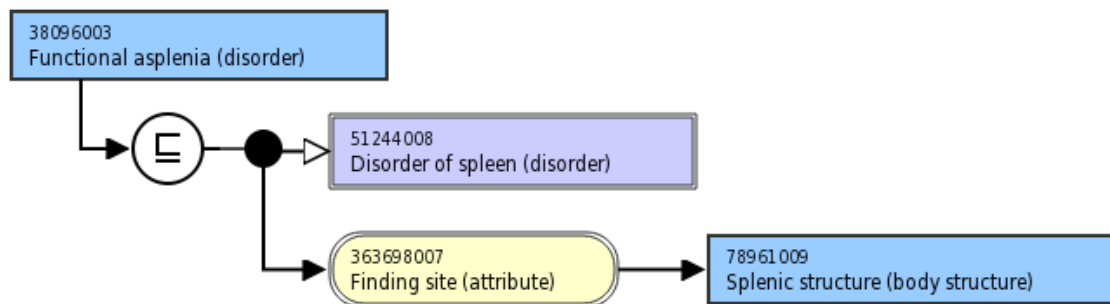 38096003
Functional asplenia (disorder)
⊑
51244008
Disorder of spleen (disorder)
363698007
Finding site (attribute)
78961009
Splenic structure (body structure)